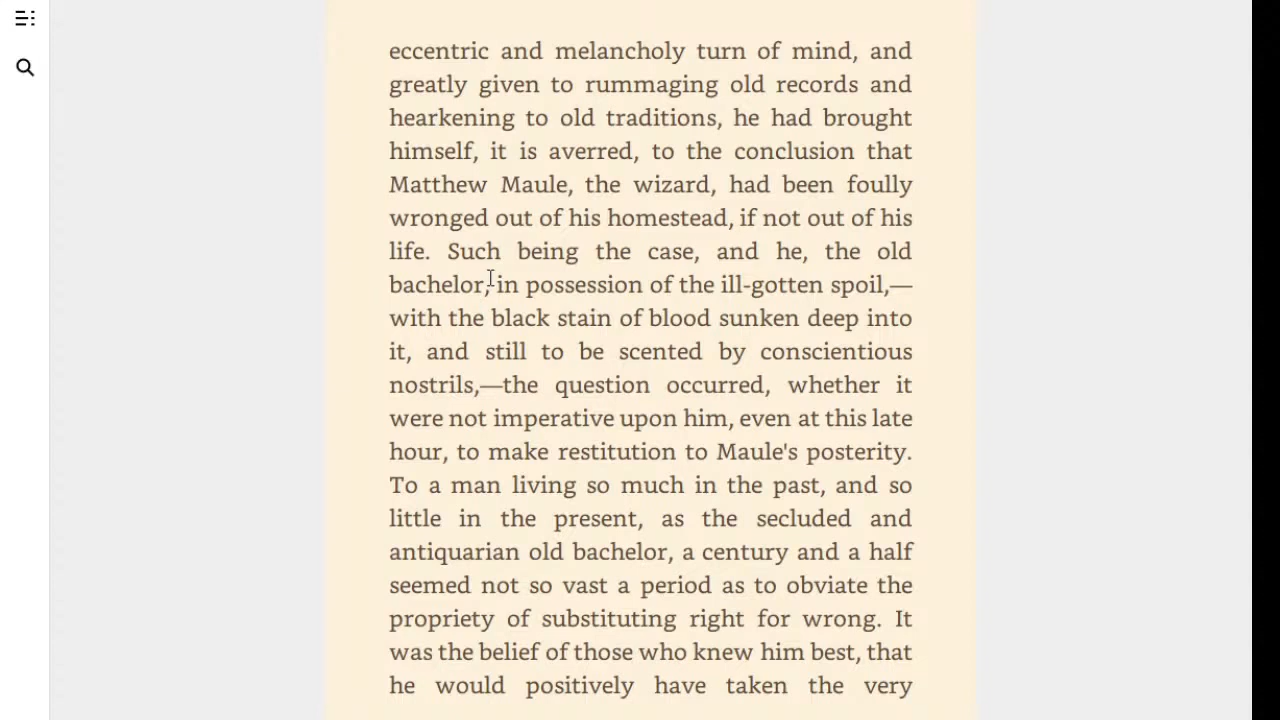 eccentric and melancholy turn of mind, and
greatly given to rummaging old records and
hearkening to old traditions, he had brought
himself, it is averred, to the conclusion that
Matthew Maule, the wizard, had been foully
wronged out of his homestead, if not out of his
life. Such being the case, and he, the old
bachelor, in possession of the ill-gotten spoil,—
with the black stain of blood sunken deep into
it, and still to be scented by conscientious
nostrils,—the question occurred, whether it
were not imperative upon him, even at this late
hour, to make restitution to Maule's posterity.
To a man living so much in the past, and so
little in the present, as the secluded and
antiquarian old bachelor, a century and a half
seemed not so vast a period as to obviate the
propriety of substituting right for wrong. It
was the belief of those who knew him best, that
he would positively have taken the very